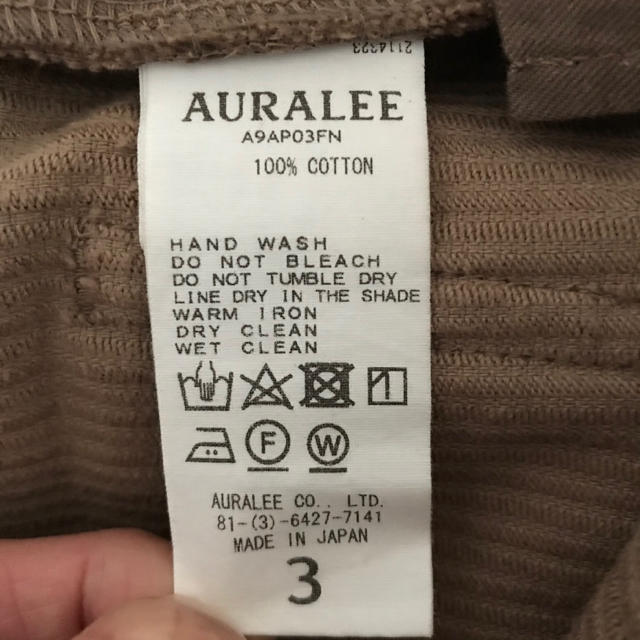 2114323
AURALEE
A9AP03FN
100% COTTON
HAND WASH
DO NOT BLEACH
DO NOT TUMBLE DRY
LINE DRY IN THE SHADE
WARM IRON
DRY CLEAN
WET CLEAN
F W
AURALEE CO., LTD.
81-(3)-6427-7141
MADE IN JAPAN
3